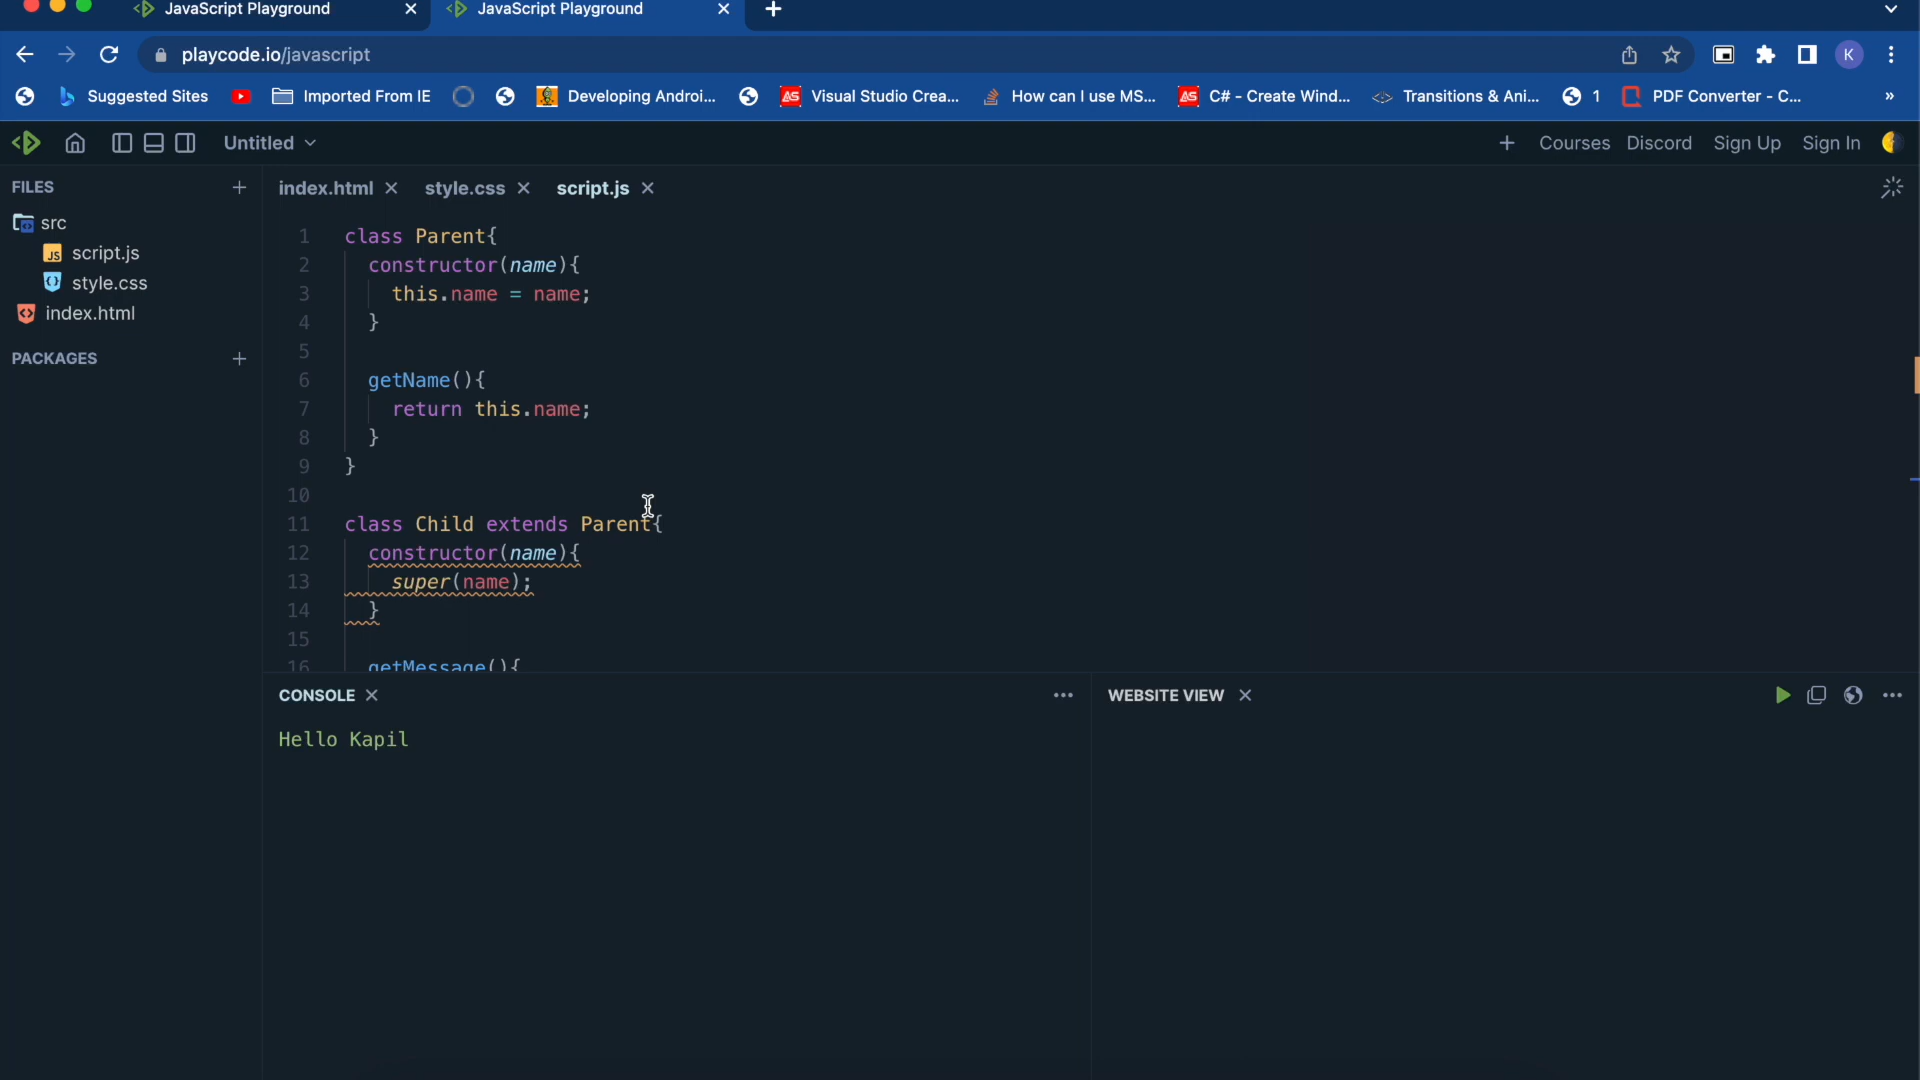 JavaScript Playground
JavaScript Playground
playcode.io/javascript
K
Suggested Sites
Imported From IE
Developing Androi...
Visual Studio Crea...
How can I use MS...
C# - Create Wind...
Transitions & Ani...
1
PDF Converter - C...
»
Untitled
Courses
Discord
Sign Up
Sign In
FILES
src
script.js
style.css
index.html
PACKAGES
index.html
style.css
script.js
1 class Parent{
2 constructor(name){
3 this.name = name;
4 }
5
6 getName(){
7 return this.name;
8 }
9 }
10
11 class Child extends Parent{
12 constructor(name){
13 super(name);
14 }
15
16 getMessage(){
CONSOLE
Hello Kapil
WEBSITE VIEW